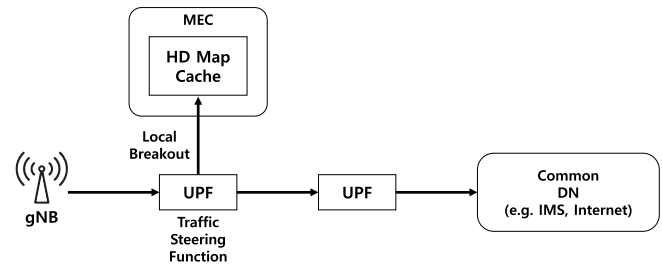 MEC
HD Map
Cache
Local
Breakout
gNB
UPF
Traffic
Steering
Function
UPF
Common
DN
(e.g. IMS, Internet)